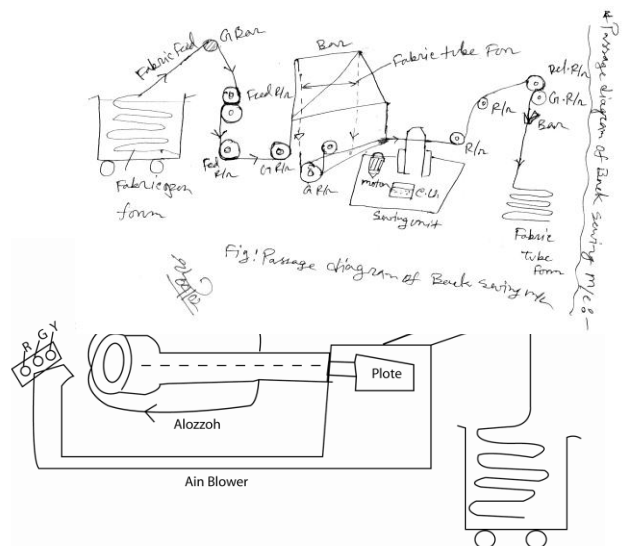 * Passage diagram of Back sewing m/c :-
Fabric Feed
G Bar
Bar
Fabric tube Form
Feed R/r
Feed
R/r
G R/r
G R/r
Fabric open
form
motor
C.U.
Sewing unit
R/r
R/r
Del. R/r
G. R/r
Bar
Fabric
tube
Form
Fig: Passage diagram of Back sewing m/c
R G Y
Plote
Alozzoh
Ain Blower